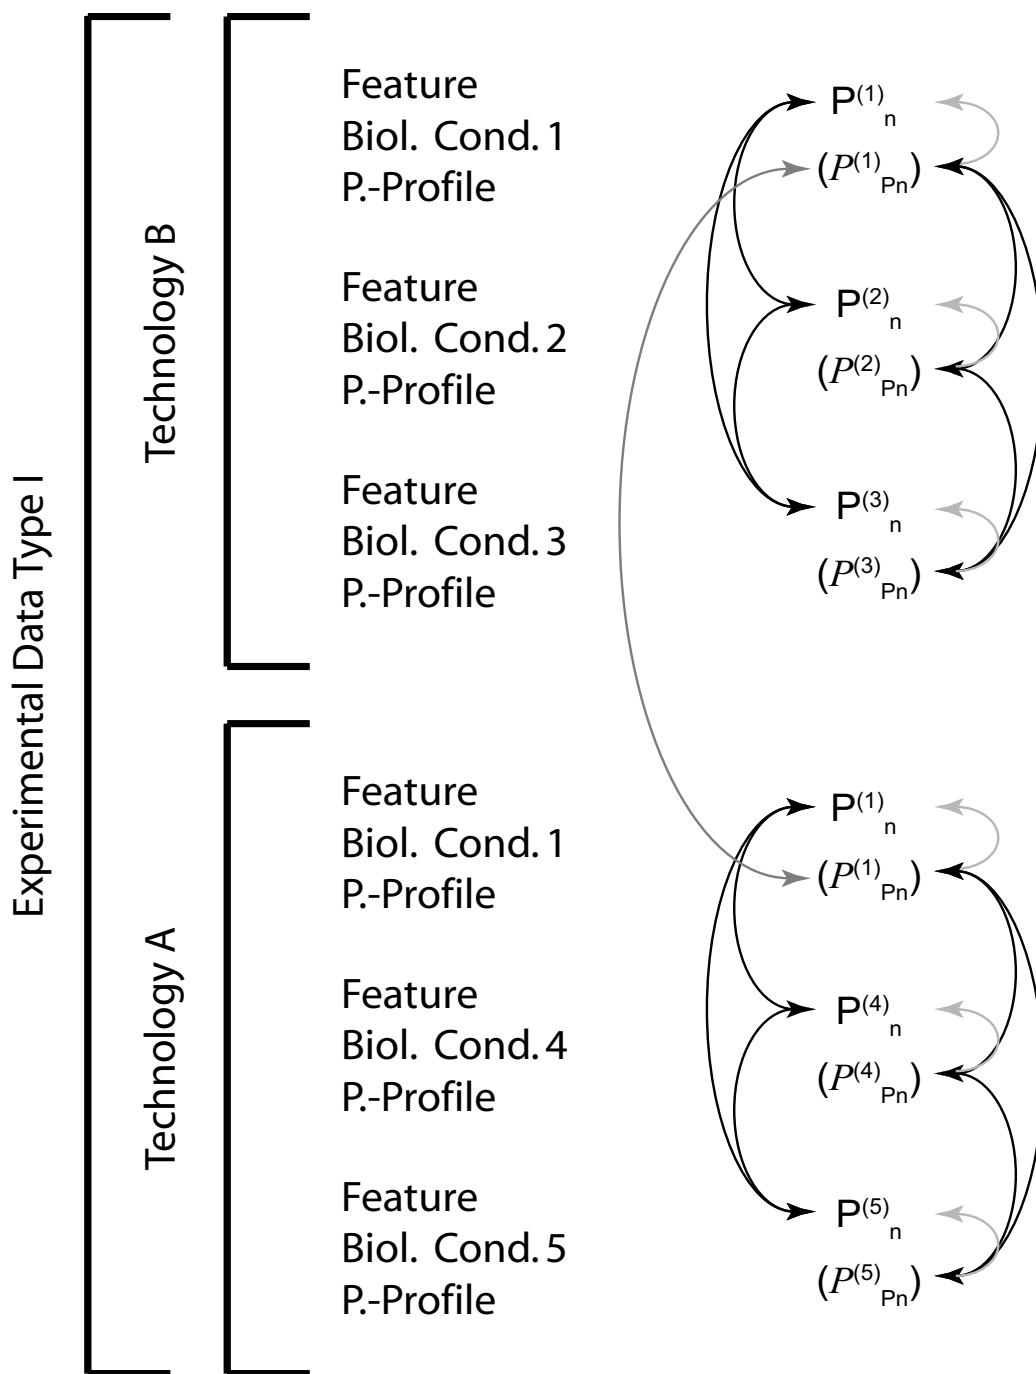 Experimental Data Type I
Technology B
Feature
Biol. Cond. 1
P.-Profile
P(1)n
(P(1)Pn)
Feature
Biol. Cond. 2
P.-Profile
P(2)n
(P(2)Pn)
Feature
Biol. Cond. 3
P.-Profile
P(3)n
(P(3)Pn)
Technology A
Feature
Biol. Cond. 1
P.-Profile
P(1)n
(P(1)Pn)
Feature
Biol. Cond. 4
P.-Profile
P(4)n
(P(4)Pn)
Feature
Biol. Cond. 5
P.-Profile
P(5)n
(P(5)Pn)